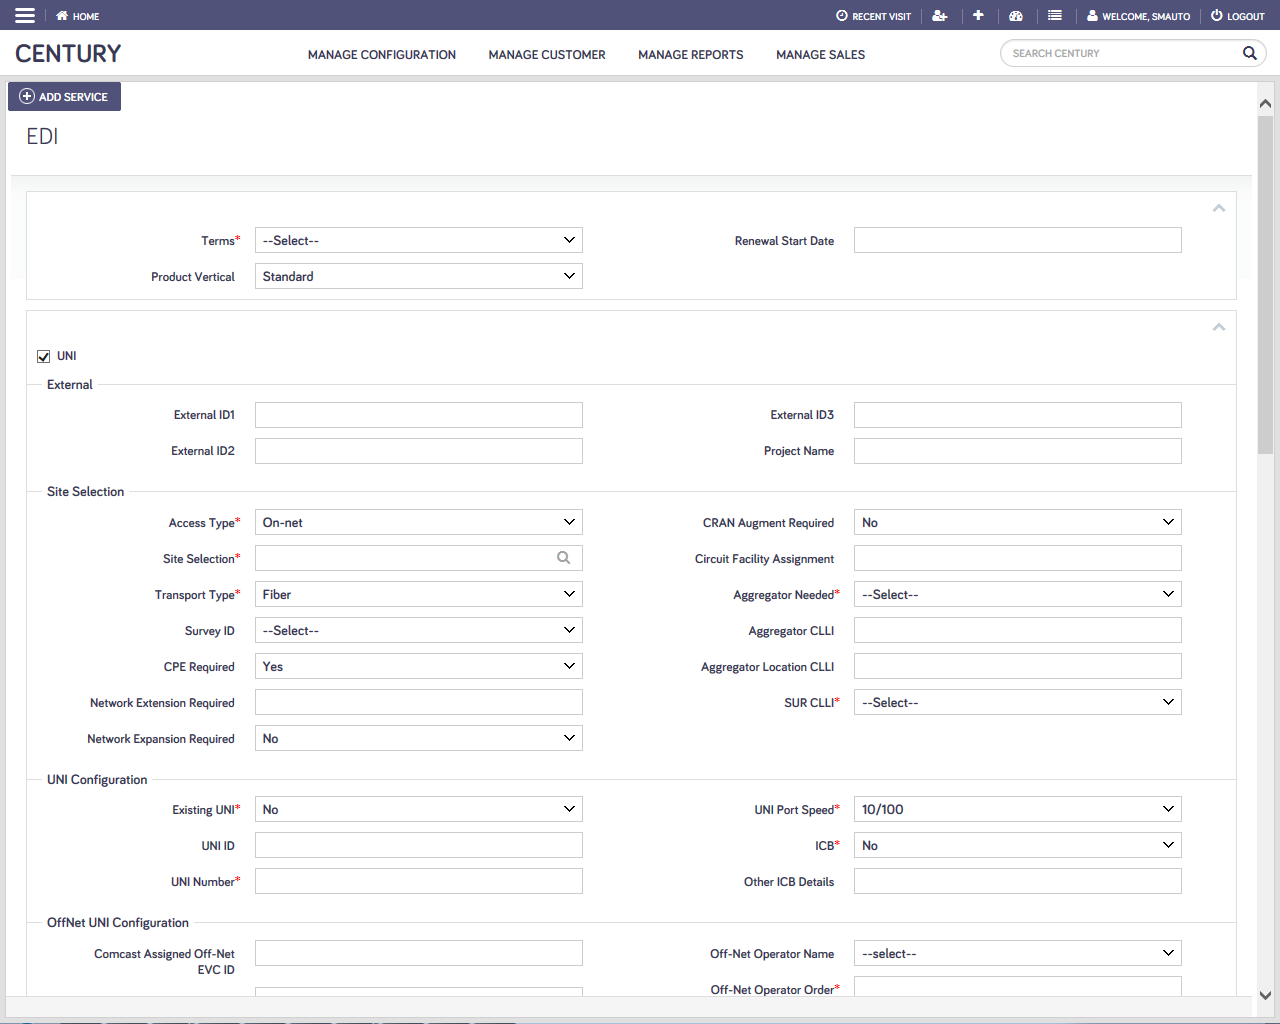 HOME
RECENT VISIT
WELCOME, SMAUTO
LOGOUT
CENTURY
MANAGE CONFIGURATION
MANAGE CUSTOMER
MANAGE REPORTS
MANAGE SALES
SEARCH CENTURY
ADD SERVICE
EDI
Terms* --Select--
Renewal Start Date
Product Vertical Standard
UNI
External
External ID1
External ID3
External ID2
Project Name
Site Selection
Access Type* On-net
CRAN Augment Required No
Site Selection*
Circuit Facility Assignment
Transport Type* Fiber
Aggregator Needed* --Select--
Survey ID --Select--
Aggregator CLLI
CPE Required Yes
Aggregator Location CLLI
Network Extension Required
SUR CLLI* --Select--
Network Expansion Required No
UNI Configuration
Existing UNI* No
UNI Port Speed* 10/100
UNI ID
ICB* No
UNI Number*
Other ICB Details
OffNet UNI Configuration
Comcast Assigned Off-Net
EVC ID
Off-Net Operator Name --select--
Off-Net Operator Order*